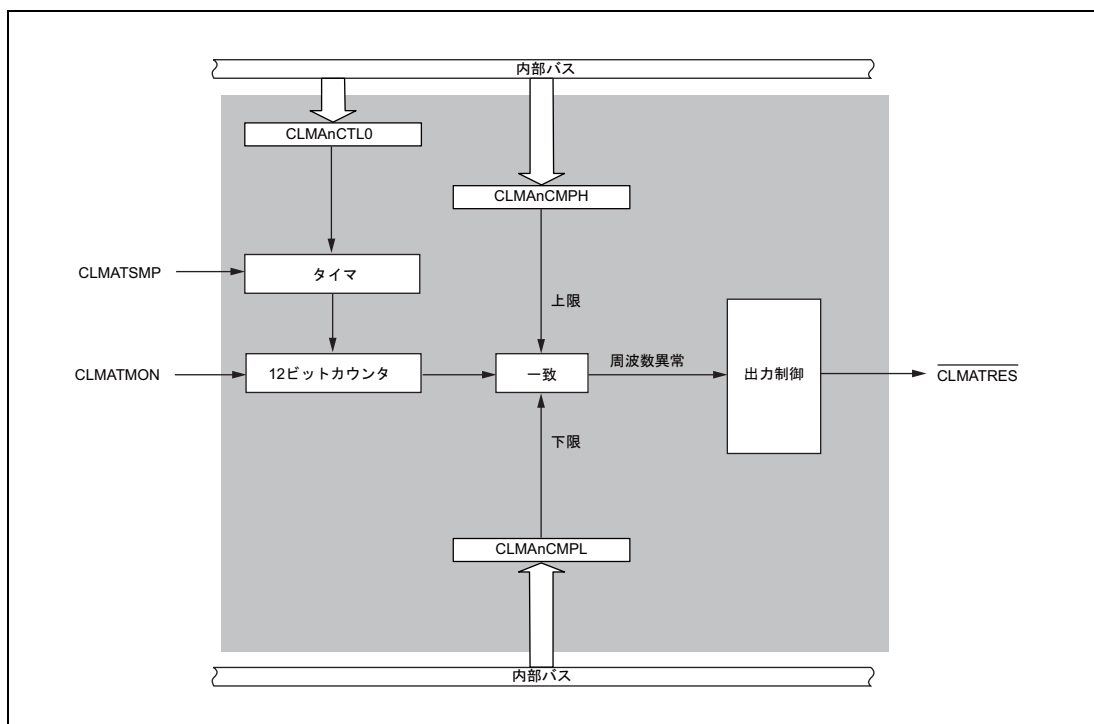 内部バス
CLMAnCTL0
CLMAnCMPH
CLMATSMP
タイマ
上限
CLMATMON
12ビットカウンタ
一致
周波数異常
出力制御
CLMATRES
下限
CLMAnCMPL
内部バス